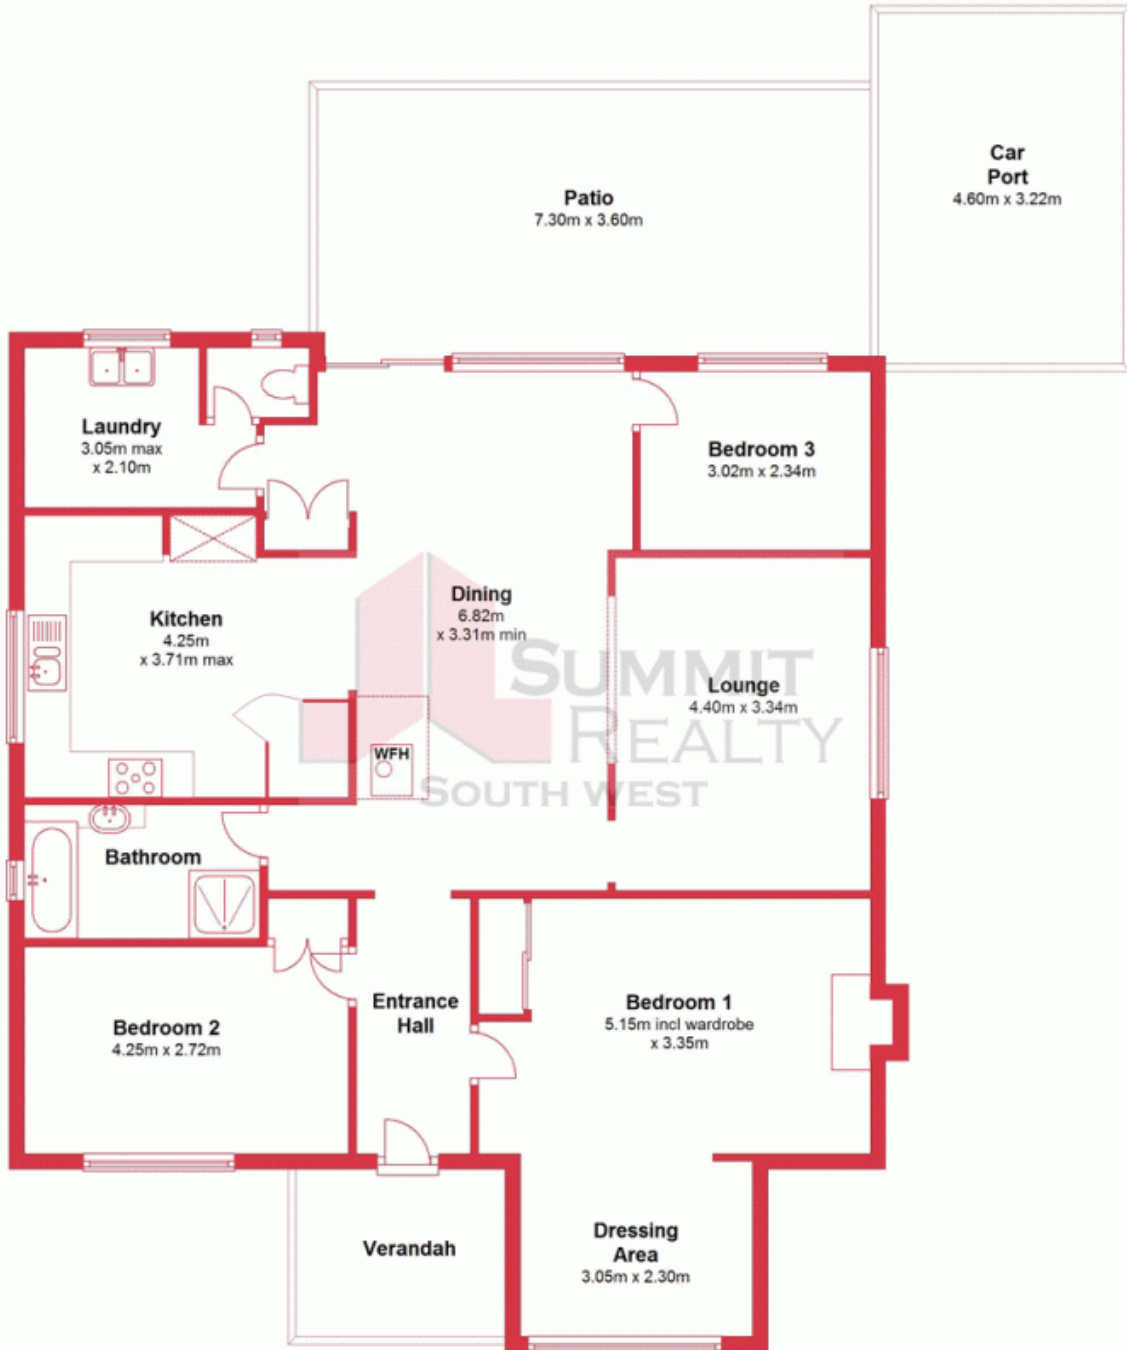 Car
Port
4.60m x 3.22m
Patio
7.30m x 3.60m
Laundry
3.05m max
x 2.10m
Bedroom 3
3.02m x 2.34m
Kitchen
4.25m
x 3.71m max
Dining
6.82m
x 3.31m min
SUMMIT
REALTY
SOUTH WEST
Lounge
4.40m x 3.34m
WFH
Bathroom
Bedroom 2
4.25m x 2.72m
Entrance
Hall
Bedroom 1
5.15m incl wardrobe
x 3.35m
Verandah
Dressing
Area
3.05m x 2.30m